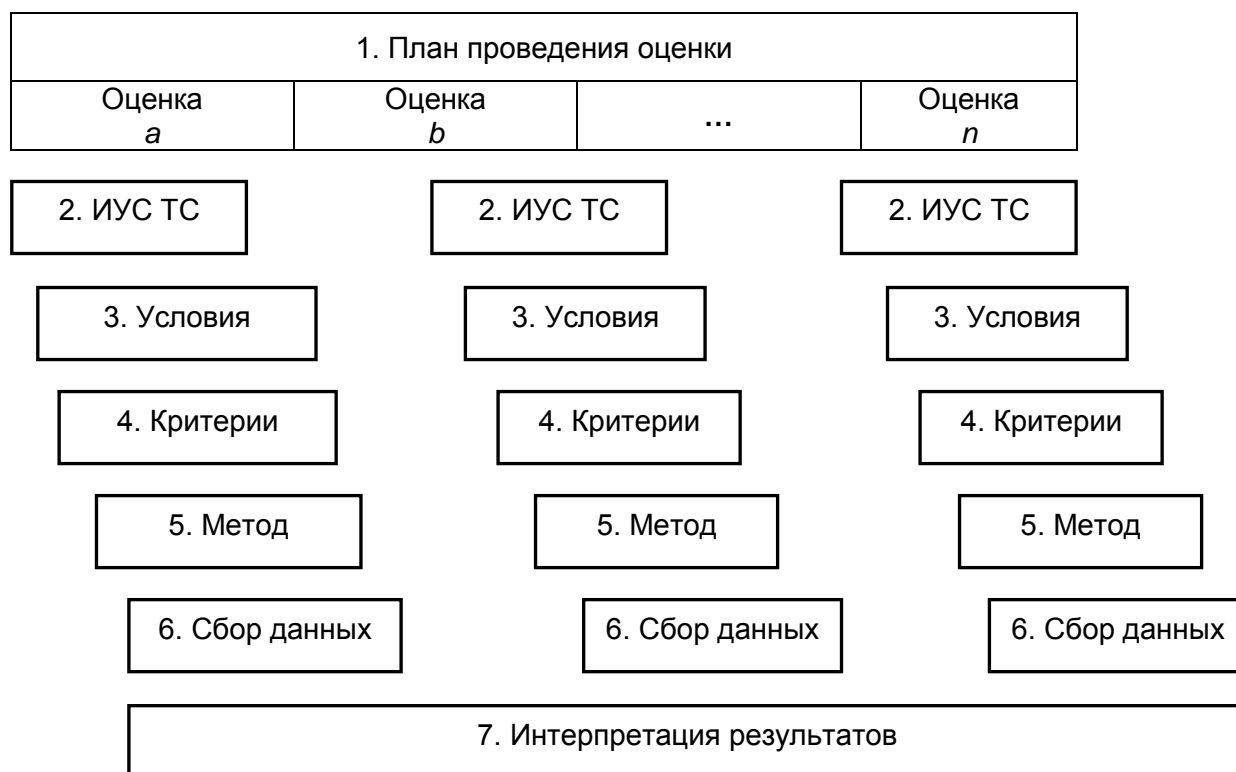 1. План проведения оценки
Оценка Оценка ... Оценка
a b n
2. ИУС ТС 2. ИУС ТС 2. ИУС ТС
3. Условия 3. Условия 3. Условия
4. Критерии 4. Критерии 4. Критерии
5. Метод 5. Метод 5. Метод
6. Сбор данных 6. Сбор данных 6. Сбор данных
7. Интерпретация результатов